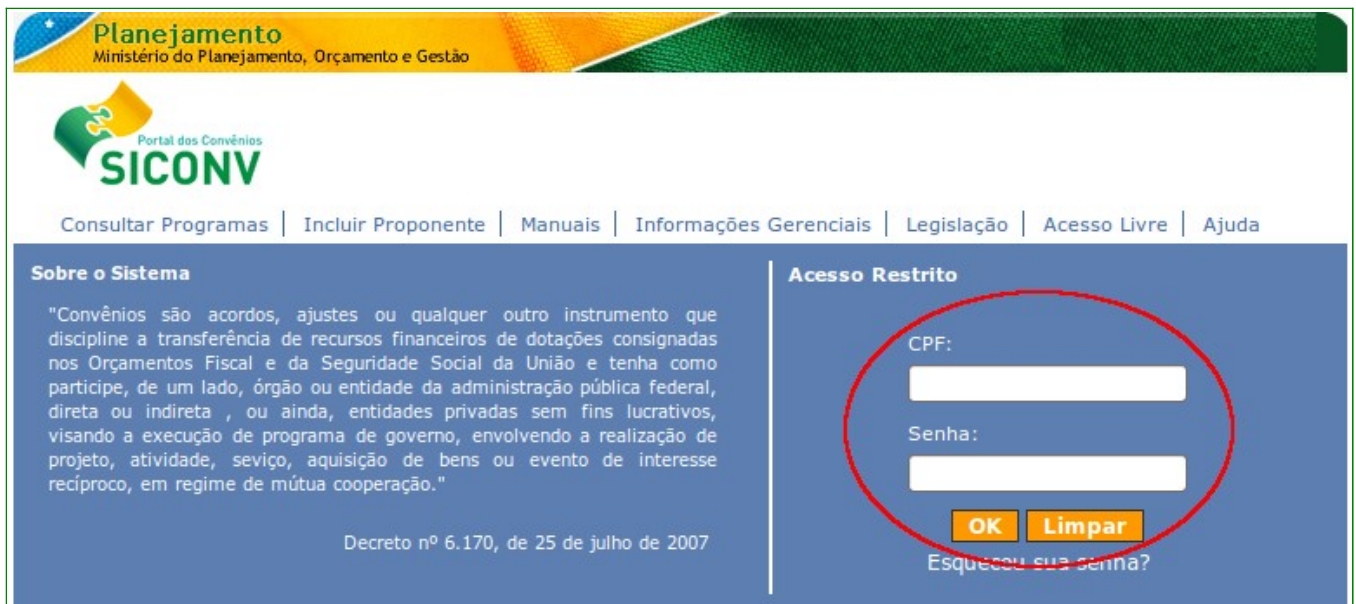 Planejamento
Ministério do Planejamento, Orçamento e Gestão
Portal dos Convênios
SICONV
Consultar Programas | Incluir Proponente | Manuais | Informações Gerenciais | Legislação | Acesso Livre | Ajuda
Sobre o Sistema
"Convênios são acordos, ajustes ou qualquer outro instrumento que
discipline a transferência de recursos financeiros de dotações consignadas
nos Orçamentos Fiscal e da Seguridade Social da União e tenha como
participe, de um lado, órgão ou entidade da administração pública federal,
direta ou indireta , ou ainda, entidades privadas sem fins lucrativos,
visando a execução de programa de governo, envolvendo a realização de
projeto, atividade, seviço, aquisição de bens ou evento de interesse
recíproco, em regime de mútua cooperação."
Decreto nº 6.170, de 25 de julho de 2007
Acesso Restrito
CPF:
Senha:
OK Limpar
Esqueceu sua senha?